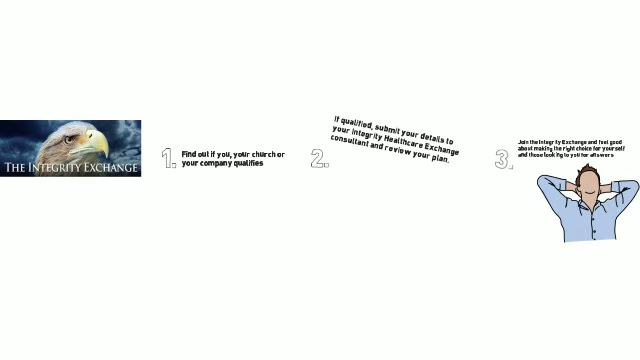 THE INTEGRITY EXCHANGE
1.
Find out if you, your church or
your company qualifies
2.
If qualified, submit your details to
your Integrity Healthcare Exchange
consultant and review your plan.
3.
Join the Integrity Exchange and feel good
about making the right choice for yourself
and those looking to you for answers